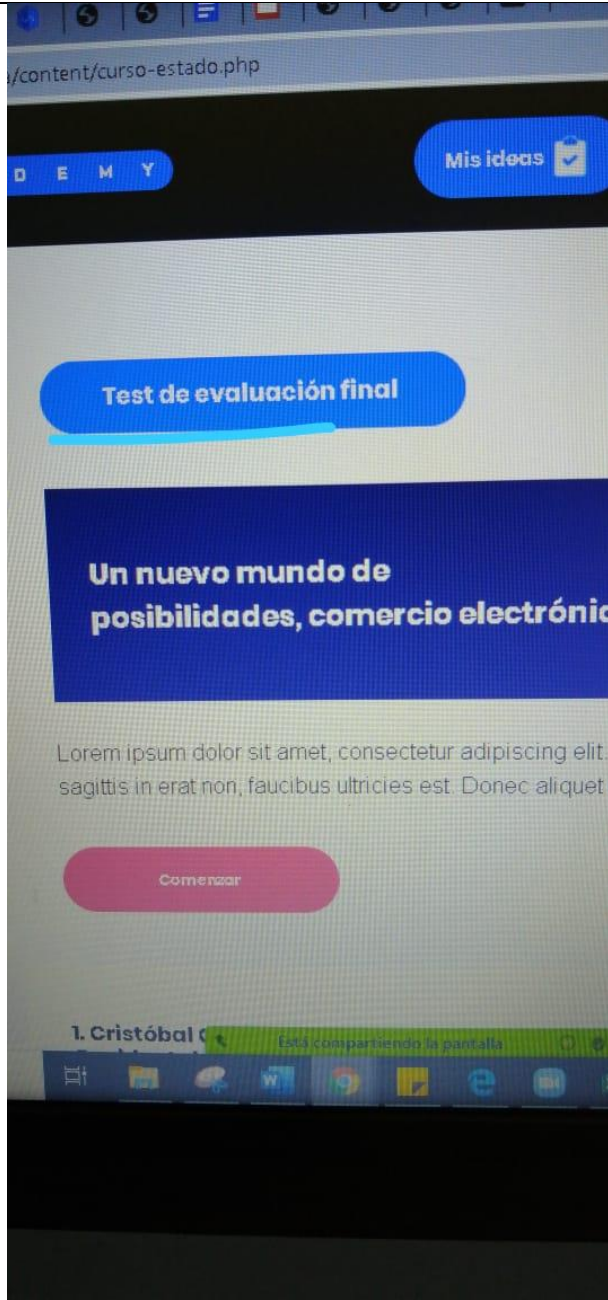 /content/curso-estado.php
D E M Y
Mis ideas
Test de evaluación final
Un nuevo mundo de
posibilidades, comercio electrónic
Lorem ipsum dolor sit amet, consectetur adipiscing elit.
sagittis in erat non, faucibus ultricies est. Donec aliquet
Comenzar
1. Cristóbal
Está compartiendo la pantalla